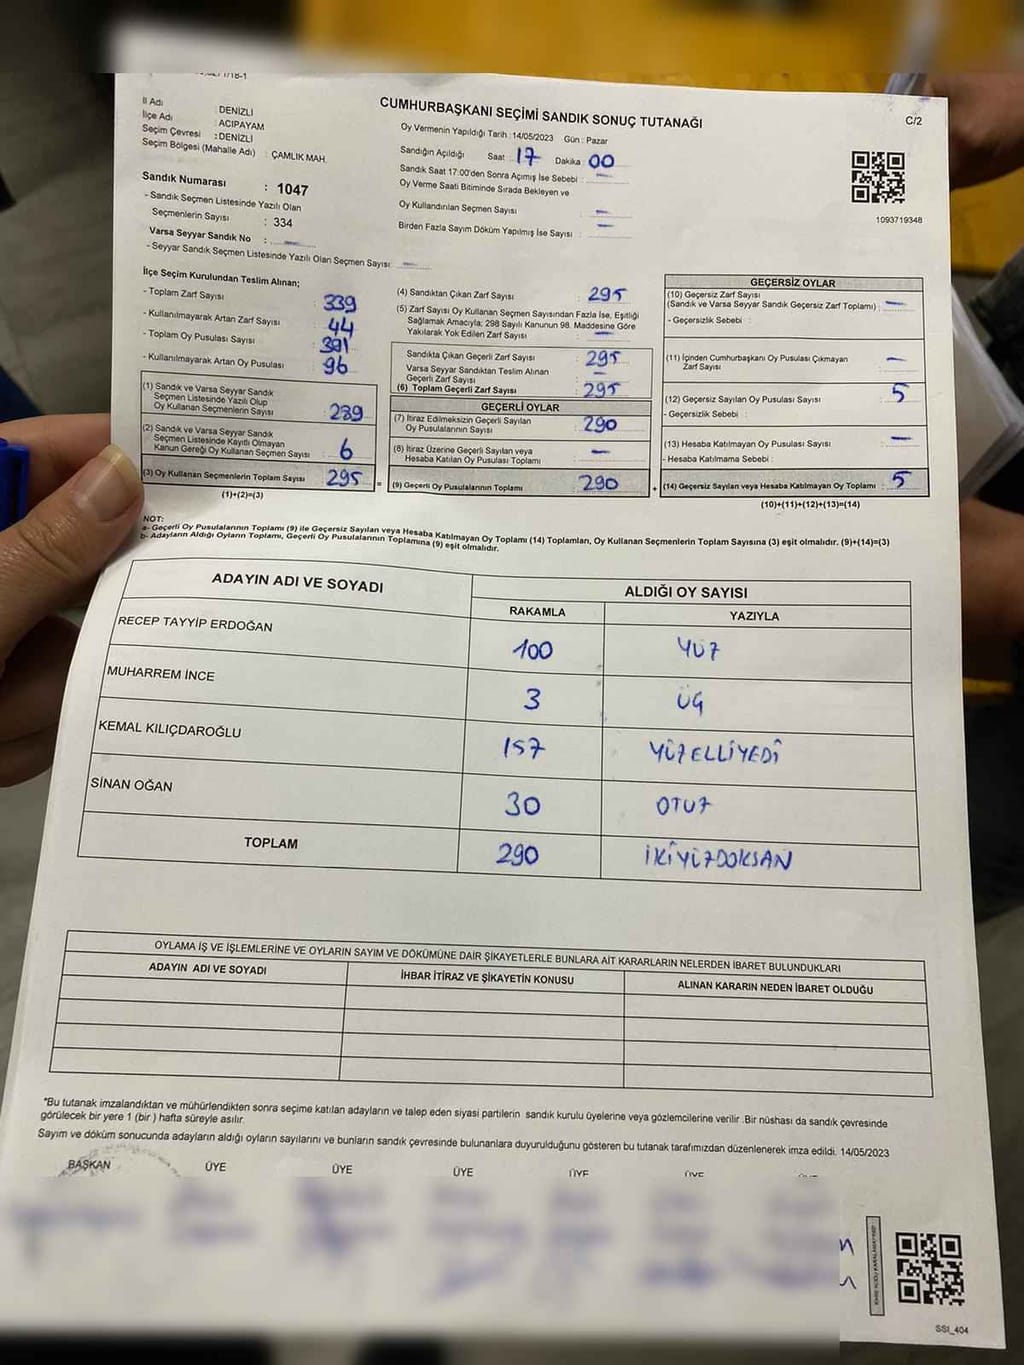 CUMHURBAŞKANI SEÇİMİ SANDIK SONUÇ TUTANAĞI
C/2
İl Adı : DENİZLİ
İlçe Adı : ACIPAYAM
Seçim Çevresi : DENİZLİ
Seçim Bölgesi (Mahalle Adı) : ÇAMLIK MAH.
Sandık Numarası : 1047
- Sandık Seçmen Listesinde Yazılı Olan
Seçmenlerin Sayısı : 334
Varsa Seyyar Sandık No : —
- Seyyar Sandık Seçmen Listesinde Yazılı Olan Seçmen Sayısı: —
Oy Vermenin Yapıldığı Tarih : 14/05/2023 Gün : Pazar
Sandığın Açıldığı Saat : 17 Dakika : 00
Sandık Saat 17:00'den Sonra Açımış İse Sebebi : —
Oy Verme Saati Bitiminde Sırada Bekleyen ve
Oy Kullandırılan Seçmen Sayısı : —
Birden Fazla Sayım Döküm Yapılmış İse Sayısı : —
1093719348
İlçe Seçim Kurulundan Teslim Alınan;
- Toplam Zarf Sayısı : 339
- Kullanılmayarak Artan Zarf Sayısı : 44
- Toplam Oy Pusulası Sayısı : 391
- Kullanılmayarak Artan Oy Pusulası : 96
(1) Sandık ve Varsa Seyyar Sandık
Seçmen Listesinde Yazılı Olup
Oy Kullanan Seçmenlerin Sayısı : 289
(2) Sandık ve Varsa Seyyar Sandık
Seçmen Listesinde Kayıtlı Olmayan
Kanun Gereği Oy Kullanan Seçmen Sayısı : 6
(3) Oy Kullanan Seçmenlerin Toplam Sayısı : 295
(1)+(2)=(3)
(4) Sandıktan Çıkan Zarf Sayısı : 295
(5) Zarf Sayısı Oy Kullanan Seçmen Sayısından Fazla İse, Eşitliği
Sağlamak Amacıyla; 298 Sayılı Kanunun 98. Maddesine Göre
Yakılarak Yok Edilen Zarf Sayısı : —
Sandıkta Çıkan Geçerli Zarf Sayısı : 295
Varsa Seyyar Sandıktan Teslim Alınan
Geçerli Zarf Sayısı : —
(6) Toplam Geçerli Zarf Sayısı : 295
GEÇERLİ OYLAR
(7) İtiraz Edilmeksizin Geçerli Sayılan
Oy Pusulalarının Sayısı : 290
(8) İtiraz Üzerine Geçerli Sayılan veya
Hesaba Katılan Oy Pusulası Toplamı : —
(9) Geçerli Oy Pusulalarının Toplamı : 290
GEÇERSİZ OYLAR
(10) Geçersiz Zarf Sayısı
(Sandık ve Varsa Seyyar Sandık Geçersiz Zarf Toplamı) : —
- Geçersizlik Sebebi :
(11) İçinden Cumhurbaşkanı Oy Pusulası Çıkmayan
Zarf Sayısı : —
(12) Geçersiz Sayılan Oy Pusulası Sayısı : 5
- Geçersizlik Sebebi :
(13) Hesaba Katılmayan Oy Pusulası Sayısı : —
- Hesaba Katılmama Sebebi :
(14) Geçersiz Sayılan veya Hesaba Katılmayan Oy Toplamı : 5
(10)+(11)+(12)+(13)=(14)
NOT:
a- Geçerli Oy Pusulalarının Toplamı (9) ile Geçersiz Sayılan veya Hesaba Katılmayan Oy Toplamı (14) Toplamları, Oy Kullanan Seçmenlerin Toplam Sayısına (3) eşit olmalıdır. (9)+(14)=(3)
b- Adayların Aldığı Oyların Toplamı, Geçerli Oy Pusulalarının Toplamına (9) eşit olmalıdır.
ADAYIN ADI VE SOYADI ALDIĞI OY SAYISI
RAKAMLA YAZIYLA
RECEP TAYYİP ERDOĞAN 100 YÜZ
MUHARREM İNCE 3 ÜÇ
KEMAL KILIÇDAROĞLU 157 YÜZELLİYEDİ
SİNAN OĞAN 30 OTUZ
TOPLAM 290 İKİYÜZDOKSAN
OYLAMA İŞ VE İŞLEMLERİNE VE OYLARIN SAYIM VE DÖKÜMÜNE DAİR ŞİKAYETLERLE BUNLARA AİT KARARLARIN NELERDEN İBARET BULUNDUKLARI
ADAYIN ADI VE SOYADI İHBAR İTİRAZ VE ŞİKAYETİN KONUSU ALINAN KARARIN NEDEN İBARET OLDUĞU
*Bu tutanak imzalandıktan ve mühürlendikten sonra seçime katılan adayların ve talep eden siyasi partilerin sandık kurulu üyelerine veya gözlemcilerine verilir .Bir nüshası da sandık çevresinde
görülecek bir yere 1 (bir ) hafta süreyle asılır.
Sayım ve döküm sonucunda adayların aldığı oyların sayılarını ve bunların sandık çevresinde bulunanlara duyurulduğunu gösteren bu tutanak tarafımızdan düzenlenerek imza edildi. 14/05/2023
BAŞKAN ÜYE ÜYE ÜYE ÜYE ÜYE
SSI_404